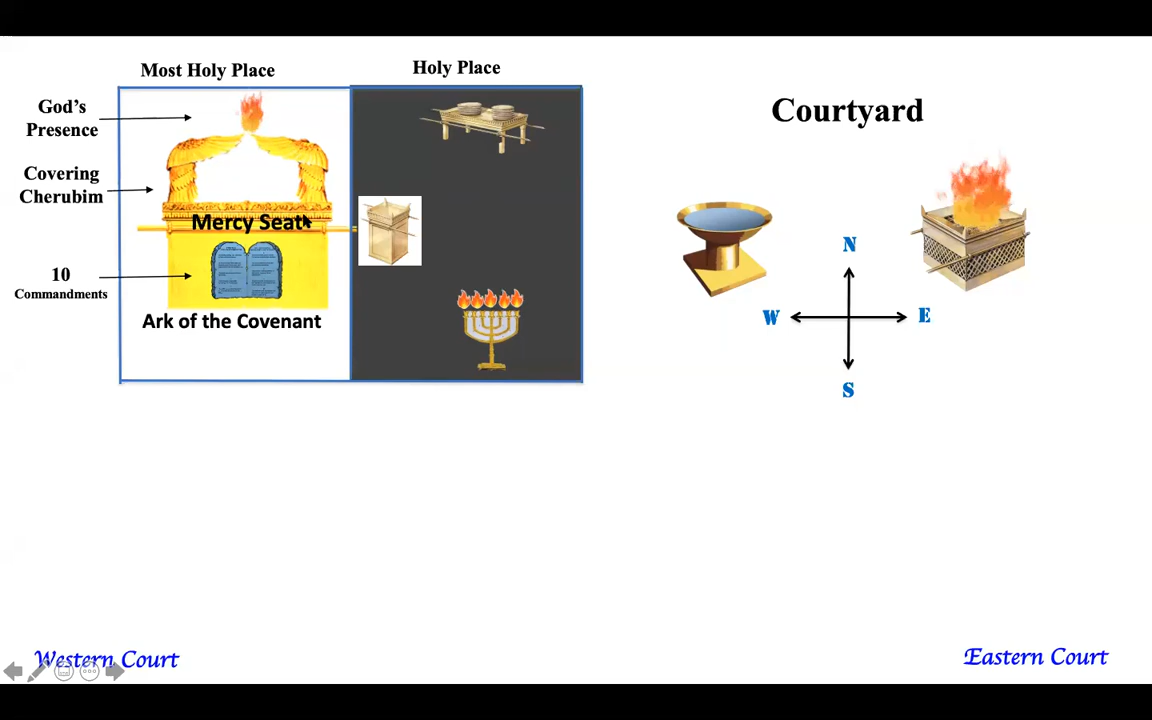 Most Holy Place
Holy Place
God's
Presence
Covering
Cherubim
Mercy Seat
10
Commandments
Ark of the Covenant
Courtyard
N
W
E
S
Western Court
Eastern Court